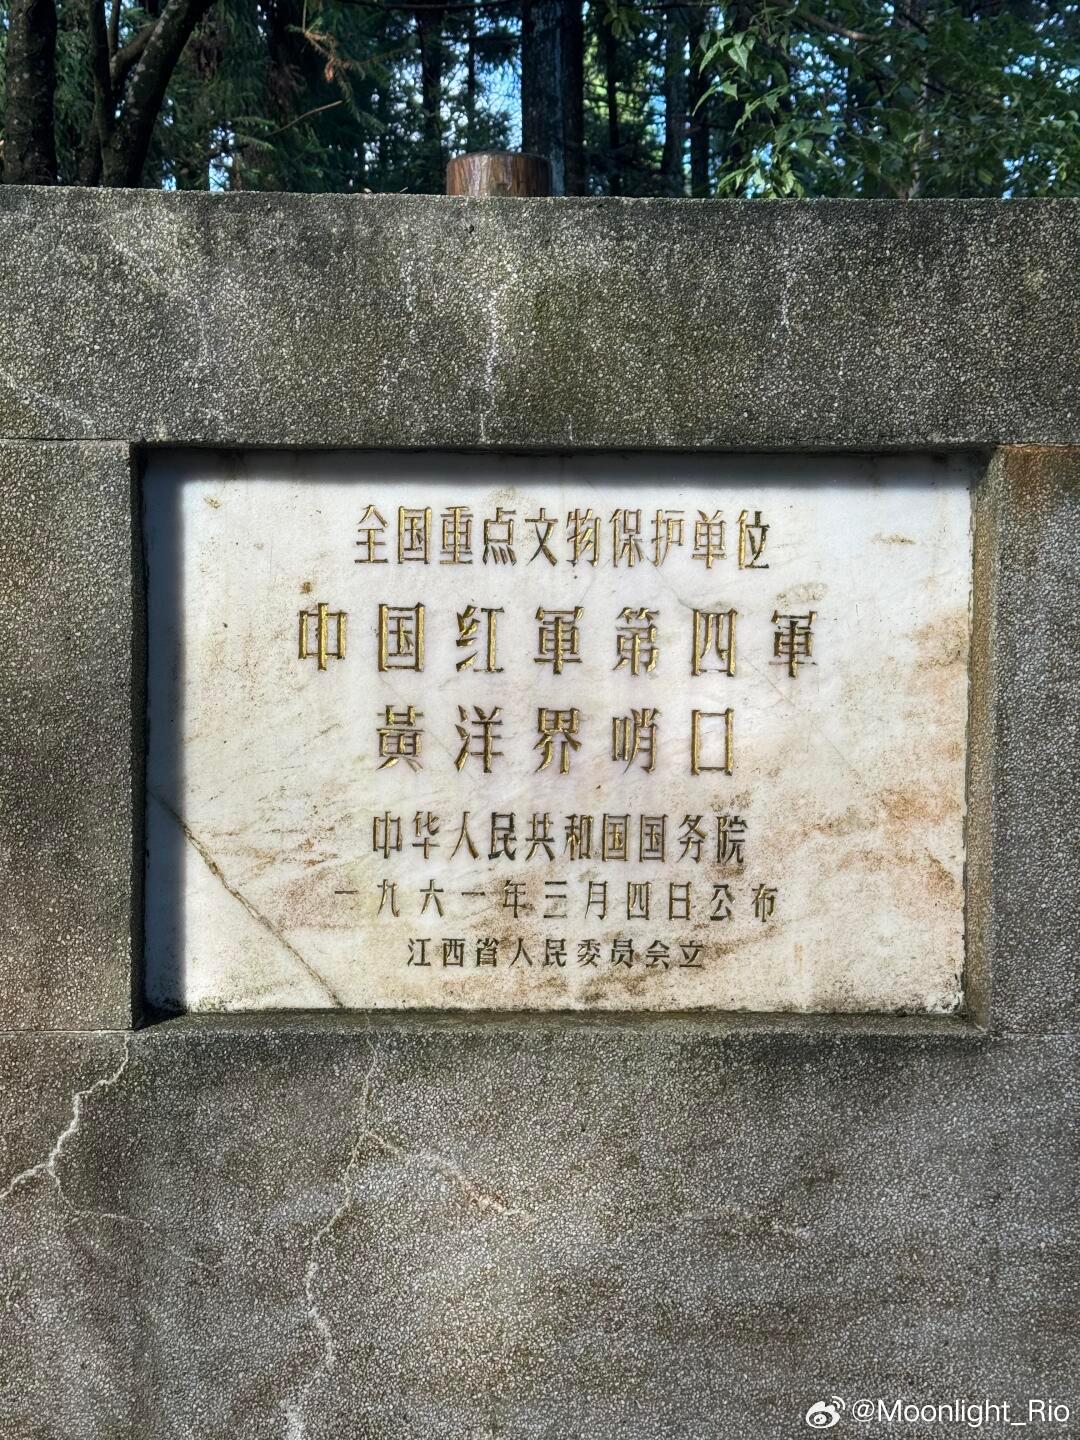 全国重点文物保护单位
中国红軍第四軍
黄洋界哨口
中华人民共和国国务院
一九六一年三月四日公布
江西省人民委员会立
@Moonlight_Rio